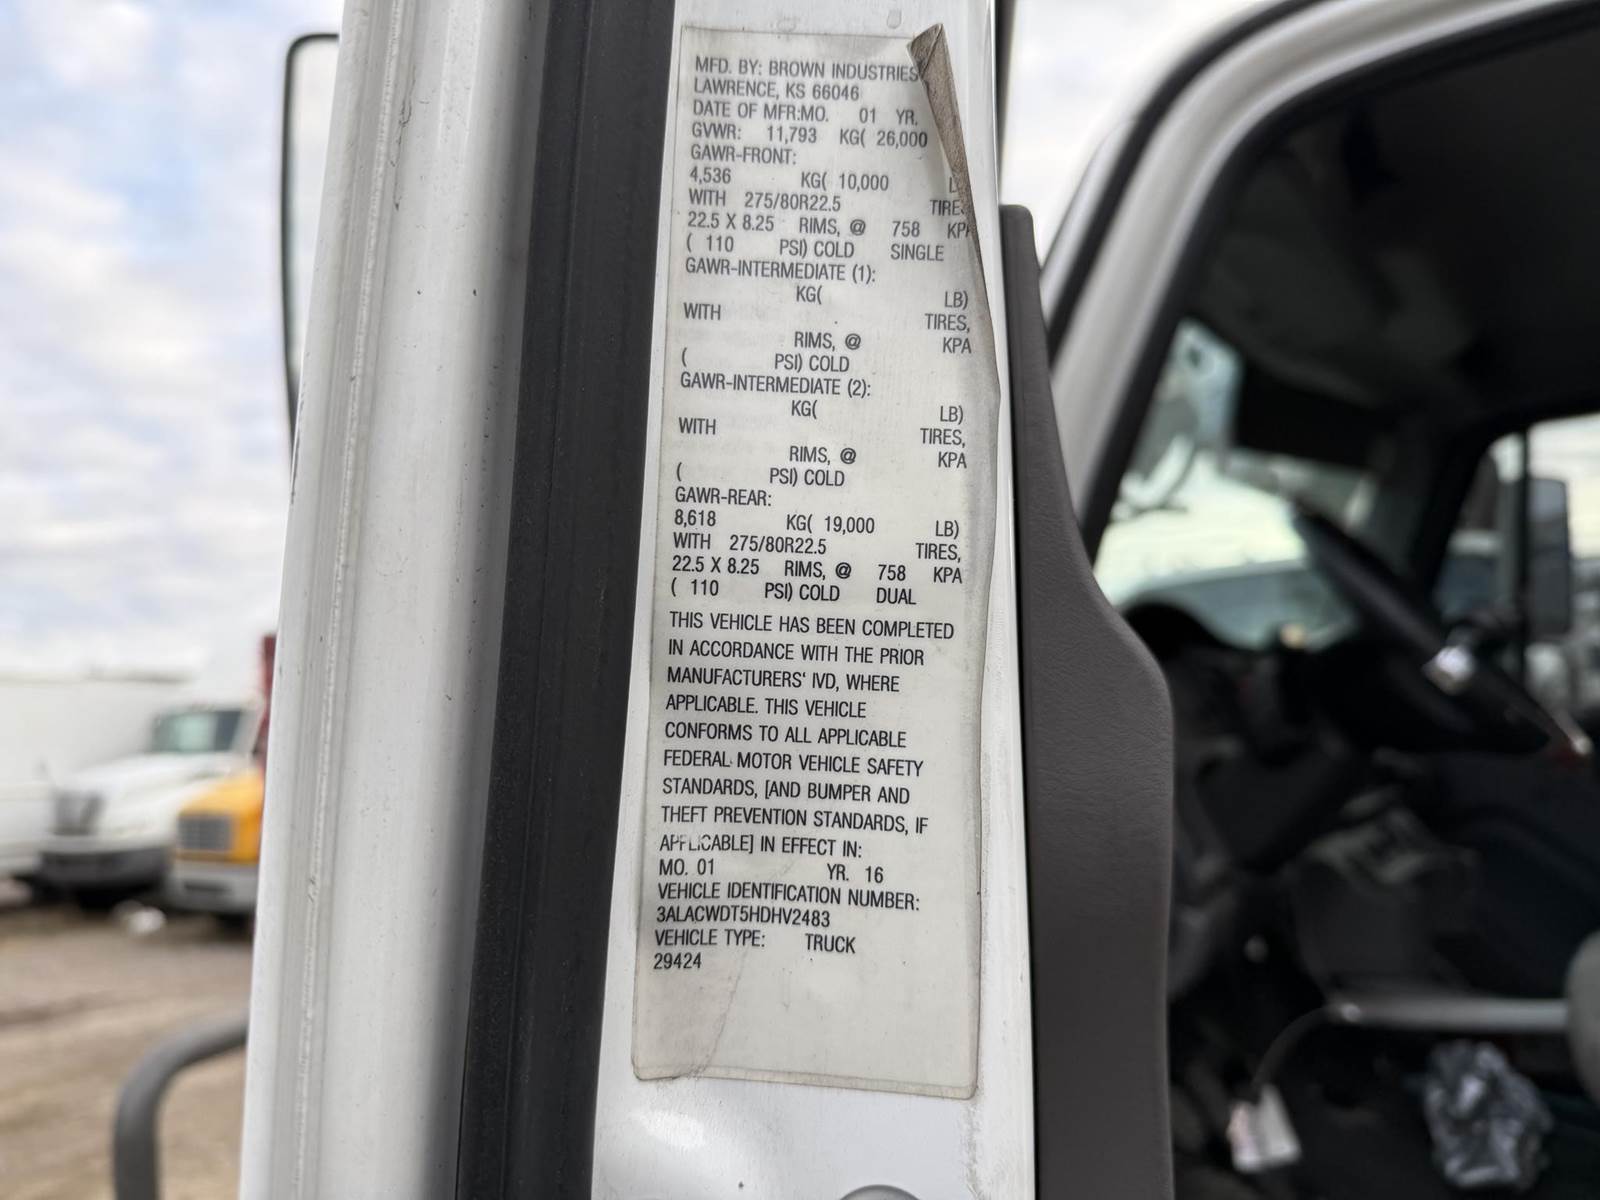 MFD. BY: BROWN INDUSTRIES
LAWRENCE, KS 66046
DATE OF MFR:MO. 01 YR.
GVWR: 11,793 KG( 26,000
GAWR-FRONT:
4,536 KG( 10,000
WITH 275/80R22.5 TIRES
22.5 X 8.25 RIMS, @ 758 KPA
( 110 PSI) COLD SINGLE
GAWR-INTERMEDIATE (1):
KG( LB)
WITH TIRES,
RIMS, @ KPA
( PSI) COLD
GAWR-INTERMEDIATE (2):
KG( LB)
WITH TIRES,
RIMS, @ KPA
( PSI) COLD
GAWR-REAR:
8,618 KG( 19,000 LB)
WITH 275/80R22.5 TIRES,
22.5 X 8.25 RIMS, @ 758 KPA
( 110 PSI) COLD DUAL
THIS VEHICLE HAS BEEN COMPLETED
IN ACCORDANCE WITH THE PRIOR
MANUFACTURERS' IVD, WHERE
APPLICABLE. THIS VEHICLE
CONFORMS TO ALL APPLICABLE
FEDERAL MOTOR VEHICLE SAFETY
STANDARDS, [AND BUMPER AND
THEFT PREVENTION STANDARDS, IF
APPLICABLE] IN EFFECT IN:
MO. 01 YR. 16
VEHICLE IDENTIFICATION NUMBER:
3ALACWDT5HDHV2483
VEHICLE TYPE: TRUCK
29424